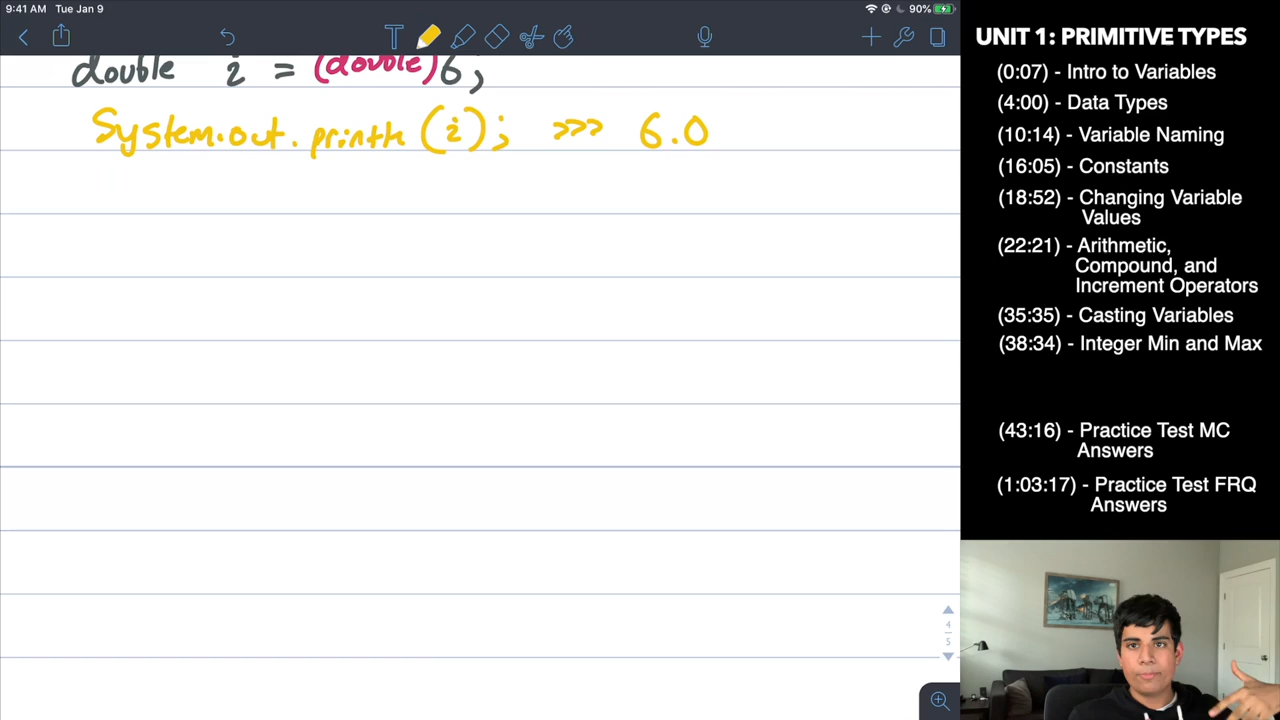 9:41 AM Tue Jan 9
90%
double i = (double)6;
System.out.println(i); >>> 6.0
4
5
UNIT 1: PRIMITIVE TYPES
(0:07) - Intro to Variables
(4:00) - Data Types
(10:14) - Variable Naming
(16:05) - Constants
(18:52) - Changing Variable
Values
(22:21) - Arithmetic,
Compound, and
Increment Operators
(35:35) - Casting Variables
(38:34) - Integer Min and Max
(43:16) - Practice Test MC
Answers
(1:03:17) - Practice Test FRQ
Answers